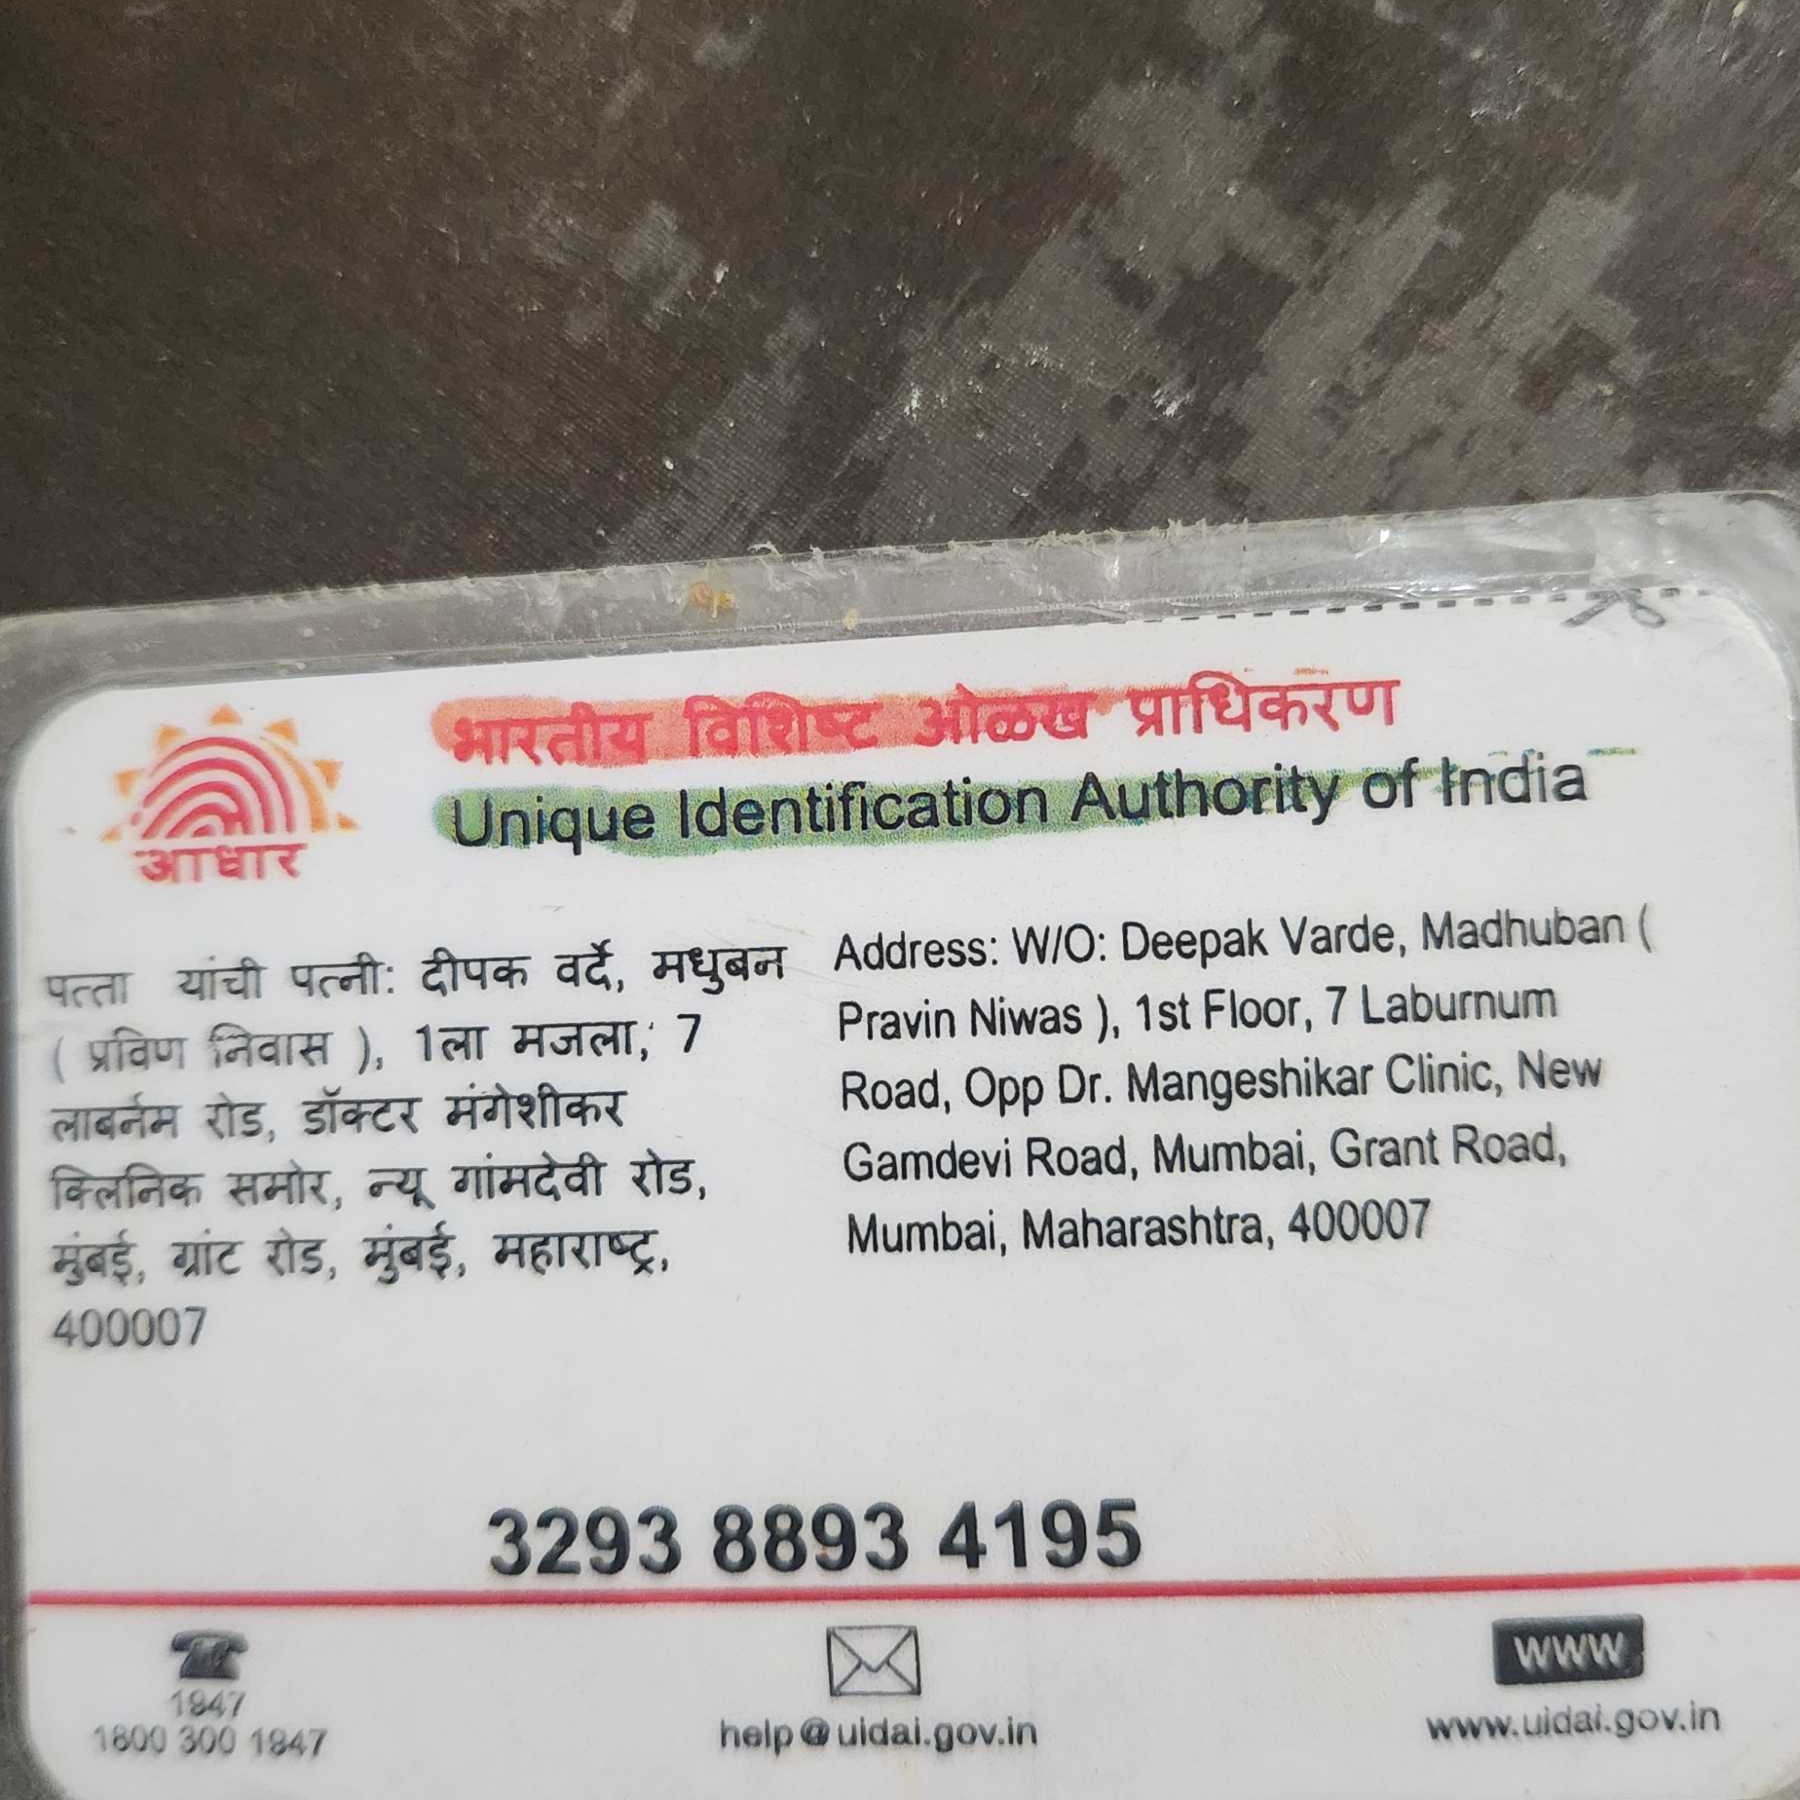 आधार
भारतीय विशिष्ट ओळख प्राधिकरण
Unique Identification Authority of India
पत्ता यांची पत्नी: दीपक वर्दे, मधुबन
( प्रविण निवास ), 1ला मजला, 7
लाबर्नम रोड, डॉक्टर मंगेशीकर
क्लिनिक समोर, न्यू गांमदेवी रोड,
मुंबई, ग्रांट रोड, मुंबई, महाराष्ट्र,
400007
Address: W/O: Deepak Varde, Madhuban (
Pravin Niwas ), 1st Floor, 7 Laburnum
Road, Opp Dr. Mangeshikar Clinic, New
Gamdevi Road, Mumbai, Grant Road,
Mumbai, Maharashtra, 400007
3293 8893 4195
1947
1800 300 1947
help@uidai.gov.in
www
www.uidai.gov.in